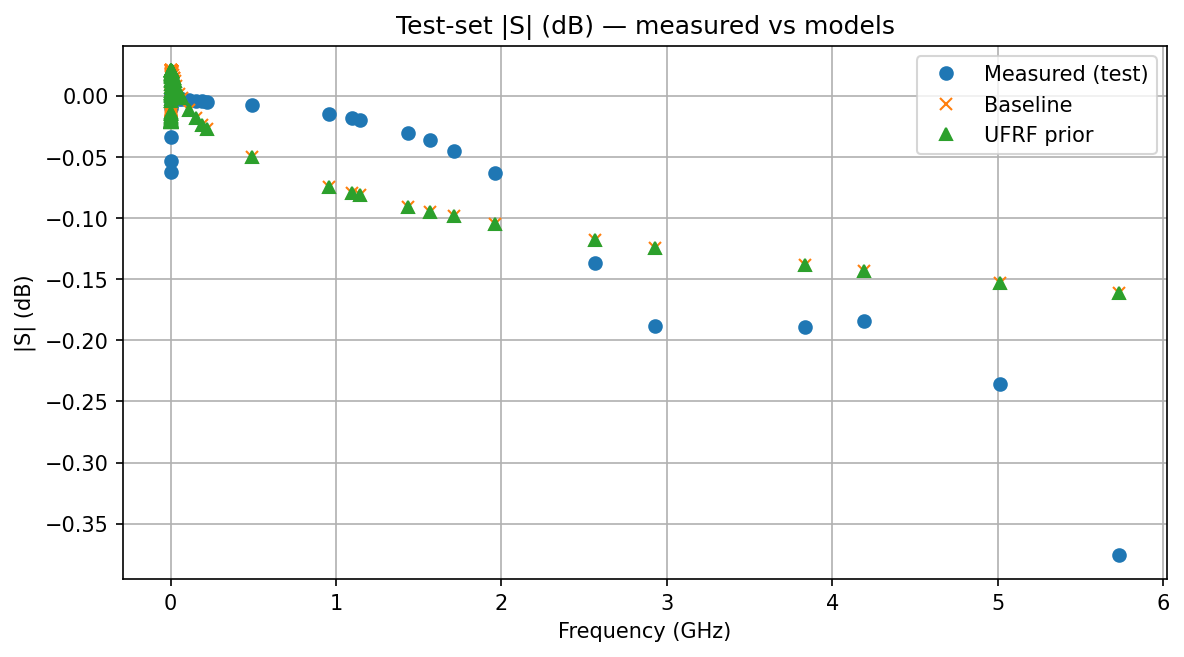 Test-set |S| (dB) — measured vs models
Measured (test)
Baseline
UFRF prior
|S| (dB)
0.00
−0.05
−0.10
−0.15
−0.20
−0.25
−0.30
−0.35
0 1 2 3 4 5 6
Frequency (GHz)